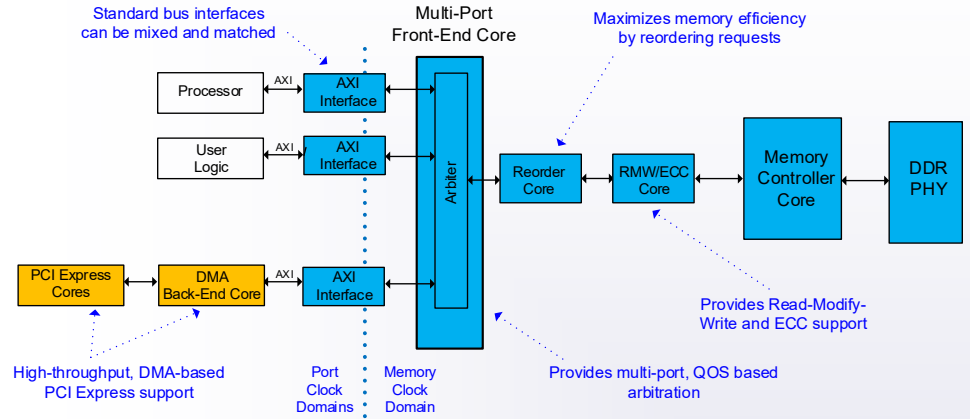 Standard bus interfaces
can be mixed and matched
Multi-Port
Front-End Core
Maximizes memory efficiency
by reordering requests
Processor
AXI
AXI
Interface
User
Logic
AXI
AXI
Interface
Arbiter
Reorder
Core
RMW/ECC
Core
Memory
Controller
Core
DDR
PHY
PCI Express
Cores
DMA
Back-End Core
AXI
AXI
Interface
Provides Read-Modify-
Write and ECC support
High-throughput, DMA-based
PCI Express support
Port
Clock
Domains
Memory
Clock
Domain
Provides multi-port, QOS based
arbitration